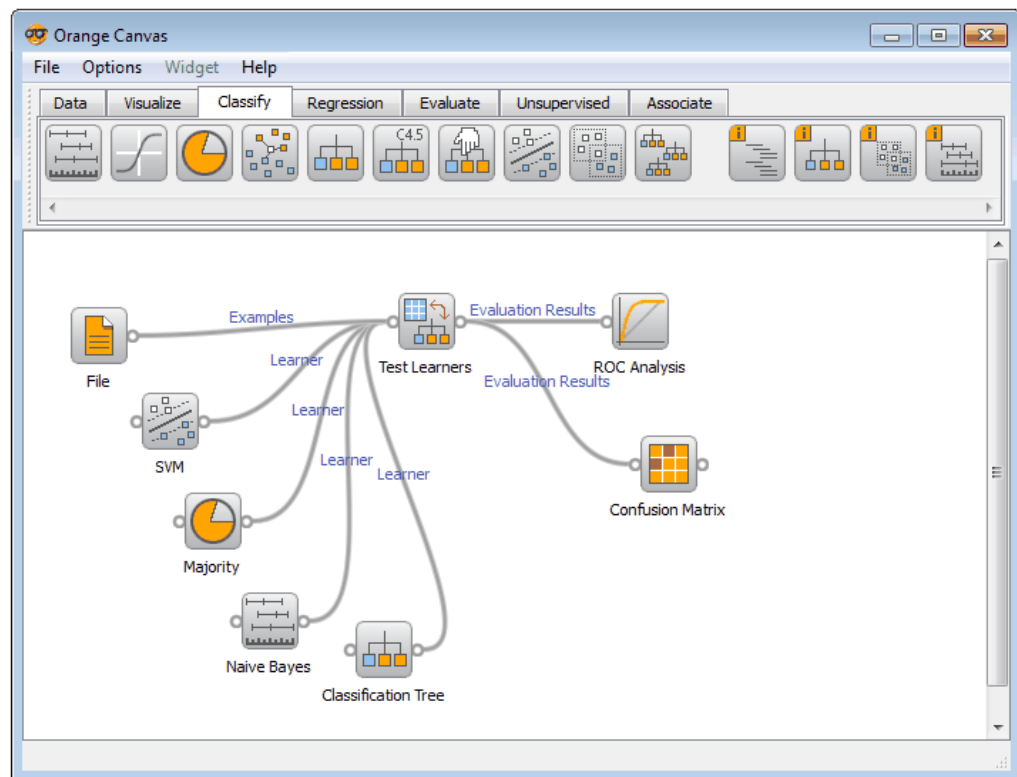 Orange Canvas
File Options Widget Help
Data Visualize Classify Regression Evaluate Unsupervised Associate
C4.5
i i i i
Examples
Evaluation Results
File
Learner
Test Learners
ROC Analysis
Evaluation Results
Learner
SVM
Learner
Learner
Confusion Matrix
Majority
Naive Bayes
Classification Tree